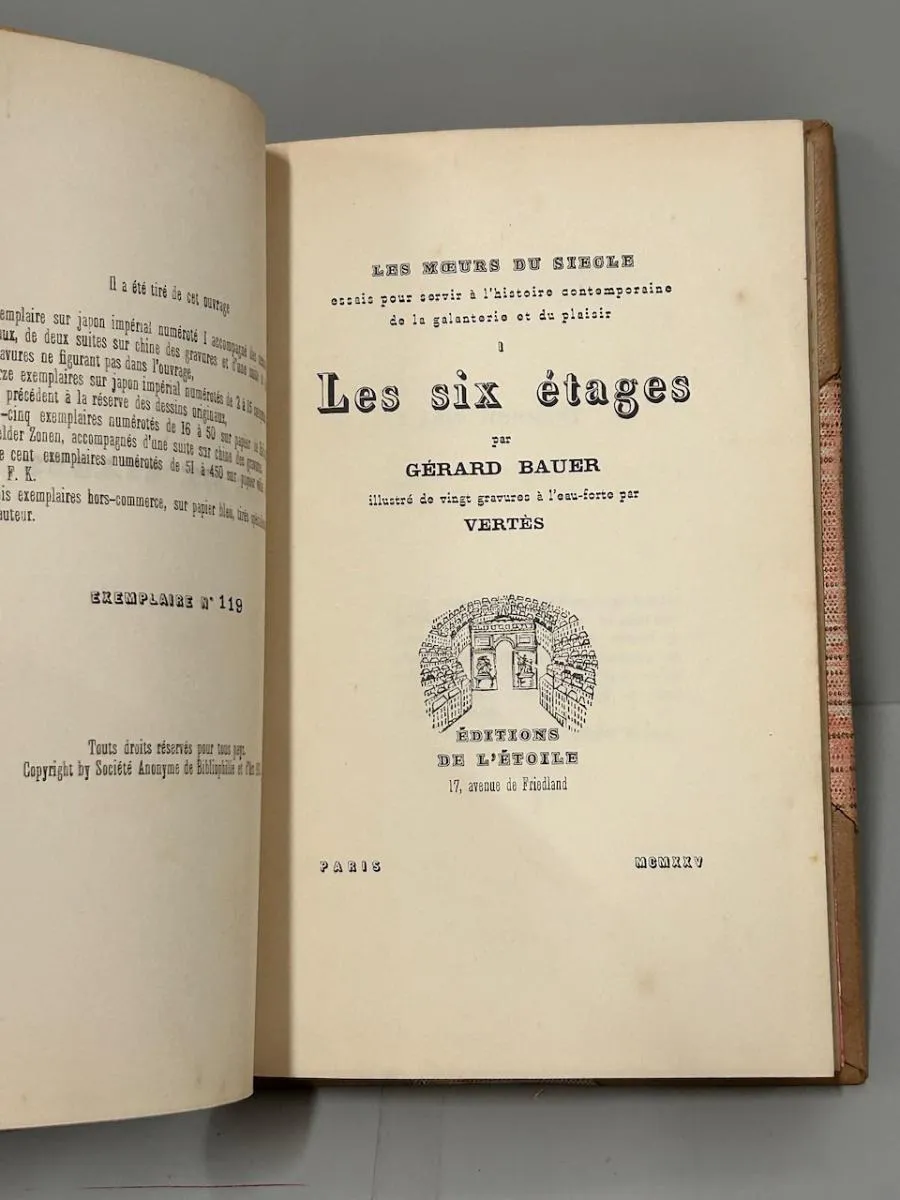 Il a été tiré de cet ouvrage
emplaire sur japon impérial numéroté I accompagné des
aux, de deux suites sur chine des gravures et d'une
avures ne figurant pas dans l'ouvrage,
rze exemplaires sur japon impérial numérotés de 2 à 15
précédent à la réserve des dessins originaux,
-cinq exemplaires numérotés de 16 à 50 sur papier
elder Zonen, accompagnés d'une suite sur chine des gravures
e cent exemplaires numérotés de 51 à 450 sur papier
F. K.
is exemplaires hors-commerce, sur papier bleu, tirés
auteur.
EXEMPLAIRE N° 119
Touts droits réservés pour tous pays.
Copyright by Société Anonyme de Bibliophilie et
LES MŒURS DU SIECLE
essais pour servir à l'histoire contemporaine
de la galanterie et du plaisir
I
Les six étages
par
GÉRARD BAUER
illustré de vingt gravures à l'eau-forte par
VERTÈS
ÉDITIONS
DE L'ÉTOILE
17, avenue de Friedland
PARIS MCMXXV